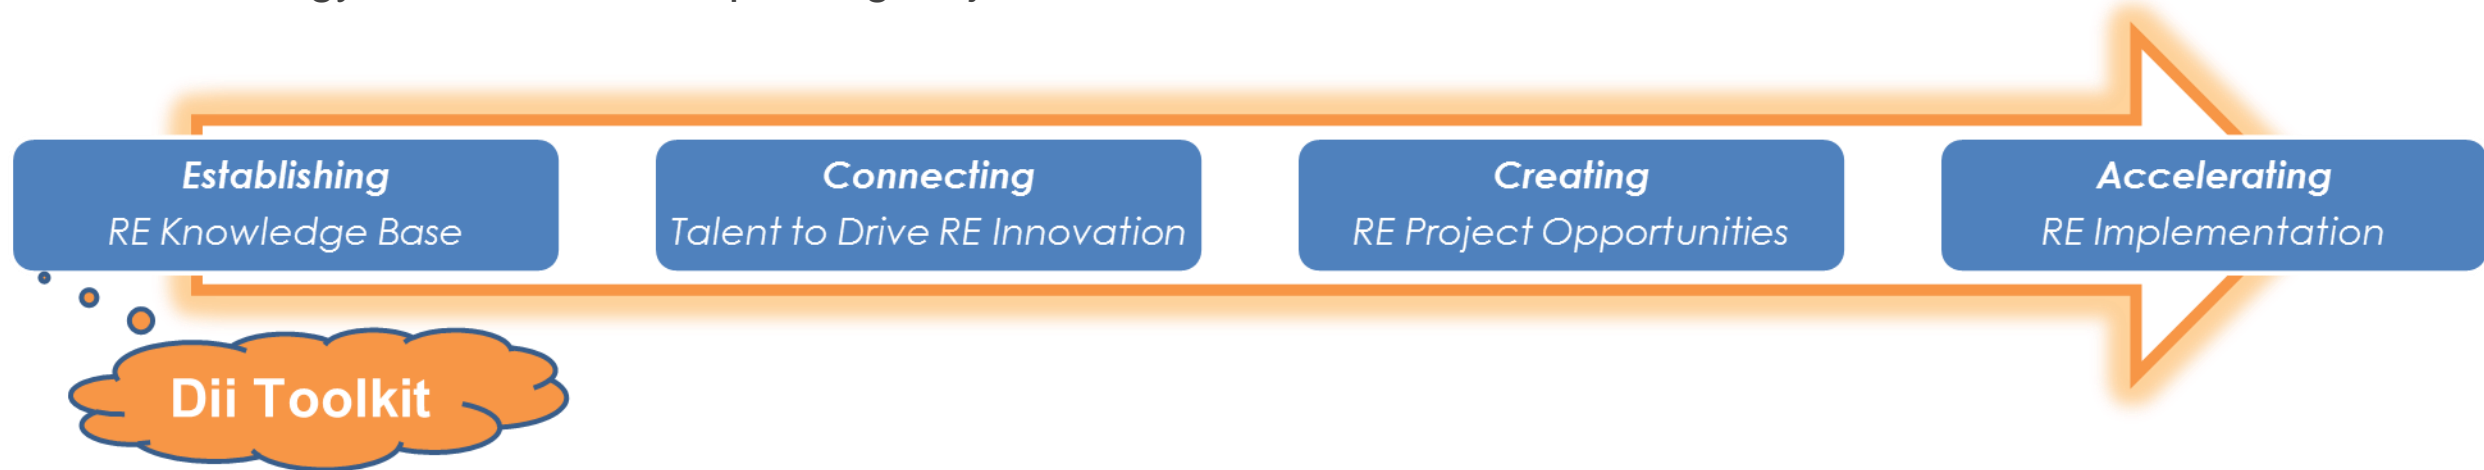 Establishing
RE Knowledge Base
Connecting
Talent to Drive RE Innovation
Creating
RE Project Opportunities
Accelerating
RE Implementation
Dii Toolkit